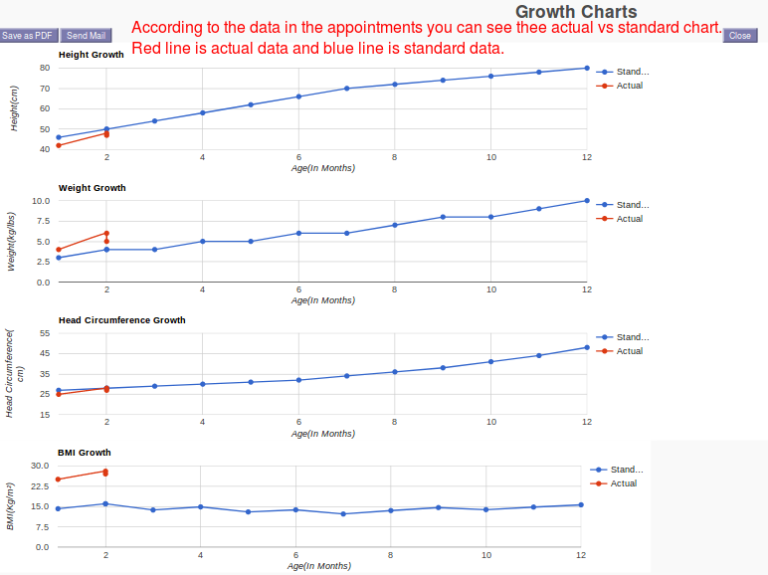 Growth Charts
According to the data in the appointments you can see thee actual vs standard chart.
Save as PDF
Send Mail
Close
Red line is actual data and blue line is standard data.
Height Growth
80
70
60
50
40
Height(cm)
2
4
6
8
10
12
Age(In Months)
Stand...
Actual
Weight Growth
10.0
7.5
5.0
2.5
0.0
Weight(kg/lbs)
2
4
6
8
10
12
Age(In Months)
Stand...
Actual
Head Circumference Growth
55
45
35
25
15
Head Circumference(
cm)
2
4
6
8
10
12
Age(In Months)
Stand...
Actual
BMI Growth
30.0
22.5
15.0
7.5
0.0
BMI(Kg/m²)
2
4
6
8
10
12
Age(In Months)
Stand...
Actual